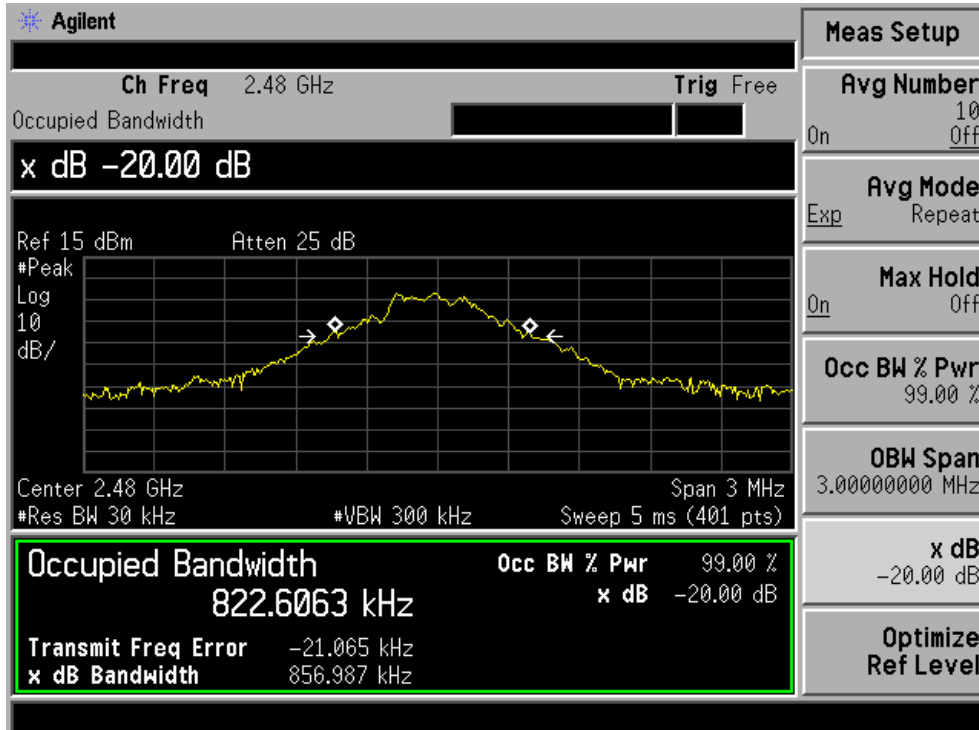 Agilent
Ch Freq 2.48 GHz Trig Free
Occupied Bandwidth
x dB -20.00 dB
Ref 15 dBm Atten 25 dB
#Peak
Log
10
dB/
Center 2.48 GHz Span 3 MHz
#Res BW 30 kHz #VBW 300 kHz Sweep 5 ms (401 pts)
Occupied Bandwidth Occ BW % Pwr 99.00 %
822.6063 kHz x dB -20.00 dB
Transmit Freq Error -21.065 kHz
x dB Bandwidth 856.987 kHz
Meas Setup
Avg Number
10
On Off
Avg Mode
Exp Repeat
Max Hold
On Off
Occ BW % Pwr
99.00 %
OBW Span
3.00000000 MHz
x dB
-20.00 dB
Optimize
Ref Level